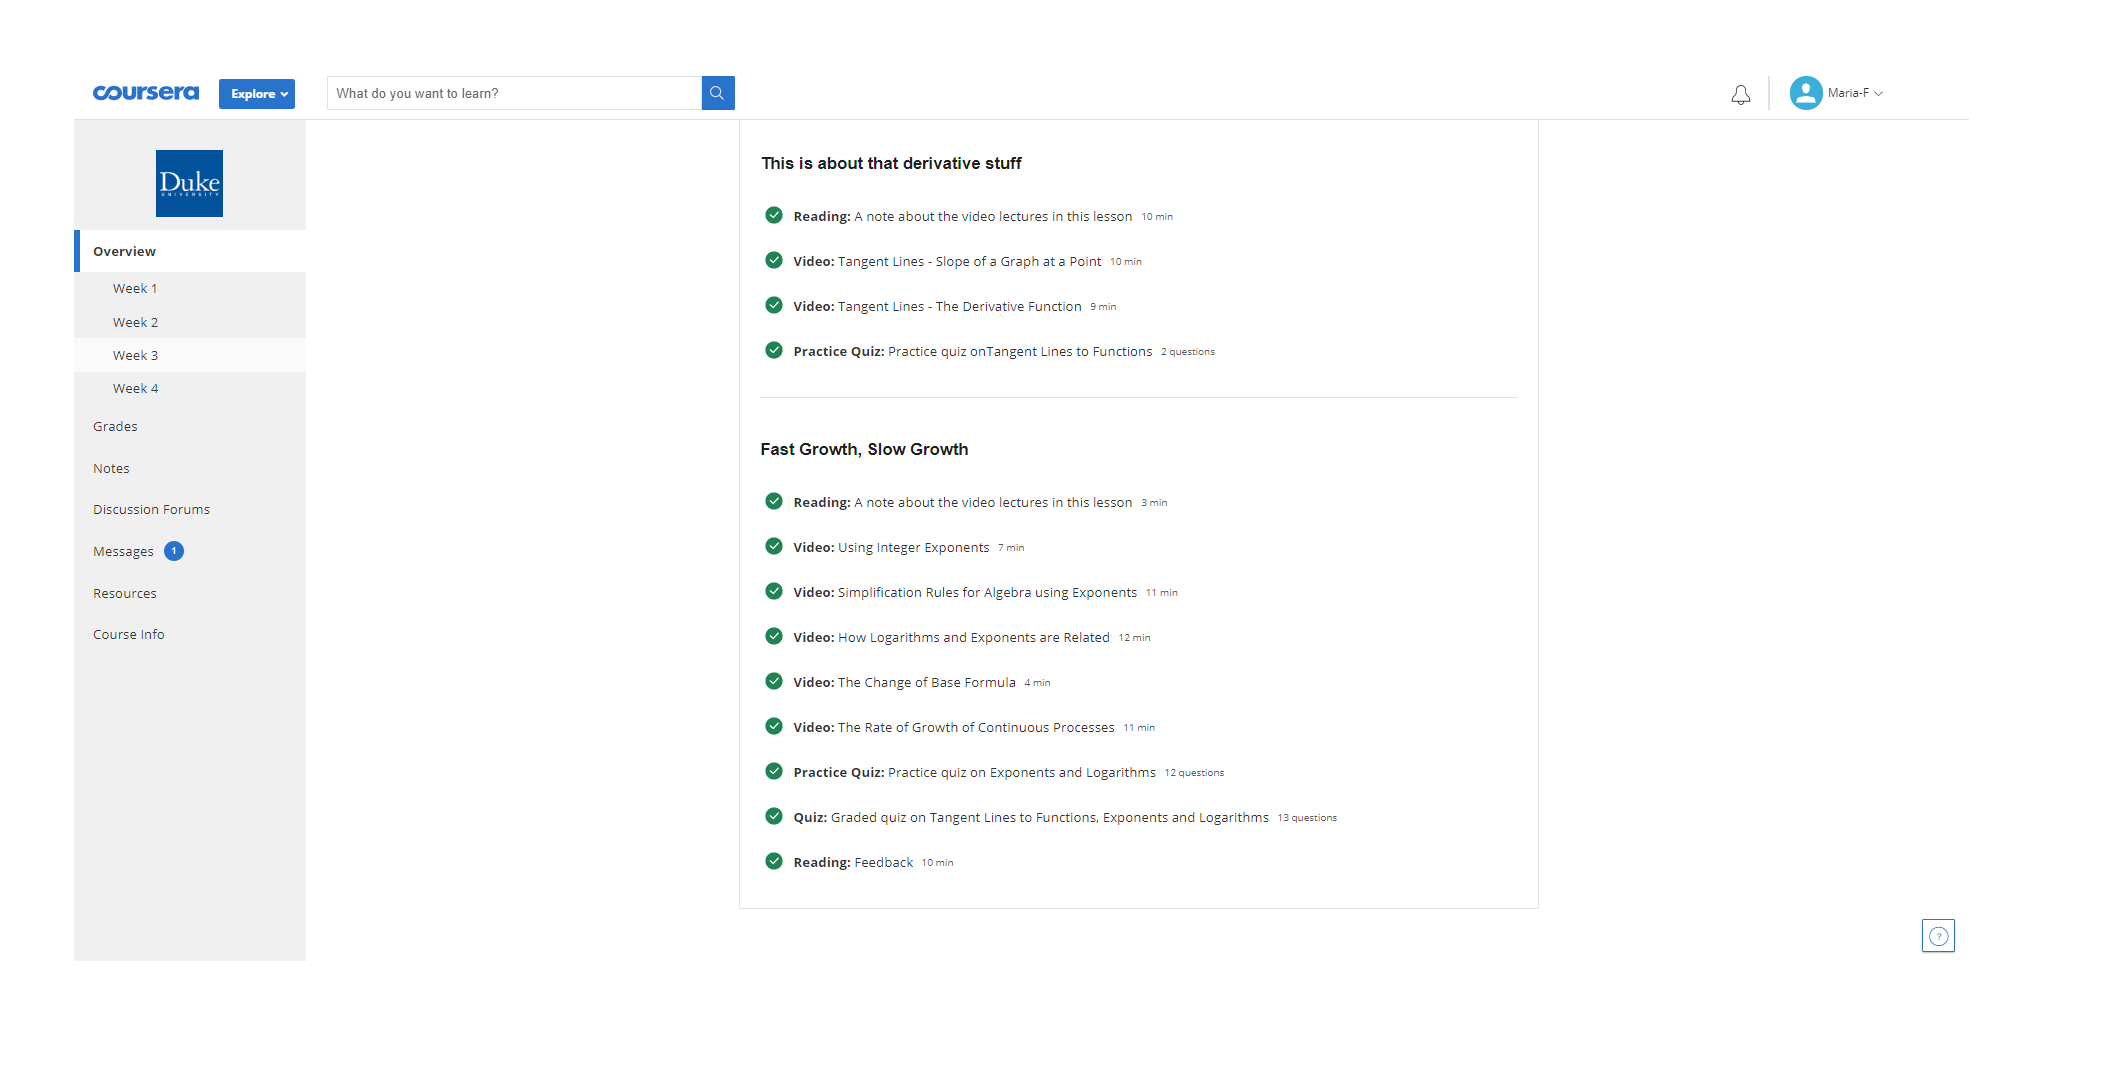 coursera Explore What do you want to learn? Maria-F
Duke
UNIVERSITY
Overview
Week 1
Week 2
Week 3
Week 4
Grades
Notes
Discussion Forums
Messages 1
Resources
Course Info
This is about that derivative stuff
Reading: A note about the video lectures in this lesson 10 min
Video: Tangent Lines - Slope of a Graph at a Point 10 min
Video: Tangent Lines - The Derivative Function 9 min
Practice Quiz: Practice quiz onTangent Lines to Functions 2 questions
Fast Growth, Slow Growth
Reading: A note about the video lectures in this lesson 3 min
Video: Using Integer Exponents 7 min
Video: Simplification Rules for Algebra using Exponents 11 min
Video: How Logarithms and Exponents are Related 12 min
Video: The Change of Base Formula 4 min
Video: The Rate of Growth of Continuous Processes 11 min
Practice Quiz: Practice quiz on Exponents and Logarithms 12 questions
Quiz: Graded quiz on Tangent Lines to Functions, Exponents and Logarithms 13 questions
Reading: Feedback 10 min
?